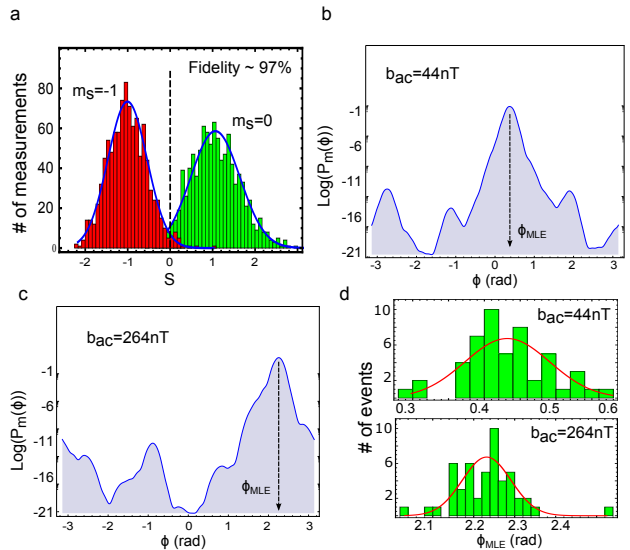 a
Fidelity ~ 97%
mS=-1
mS=0
# of measurements
80
60
40
20
0
-2 -1 0 1 2
S
b
bac=44nT
Log(Pm(ϕ))
-1
-6
-11
-16
-21
ϕMLE
-3 -2 -1 0 1 2 3
ϕ (rad)
c
bac=264nT
Log(Pm(ϕ))
-1
-6
-11
-16
-21
ϕMLE
-3 -2 -1 0 1 2 3
ϕ (rad)
d
# of events
bac=44nT
10
8
6
4
2
0.3 0.4 0.5 0.6
bac=264nT
10
8
6
4
2
2.1 2.2 2.3 2.4
ϕMLE (rad)